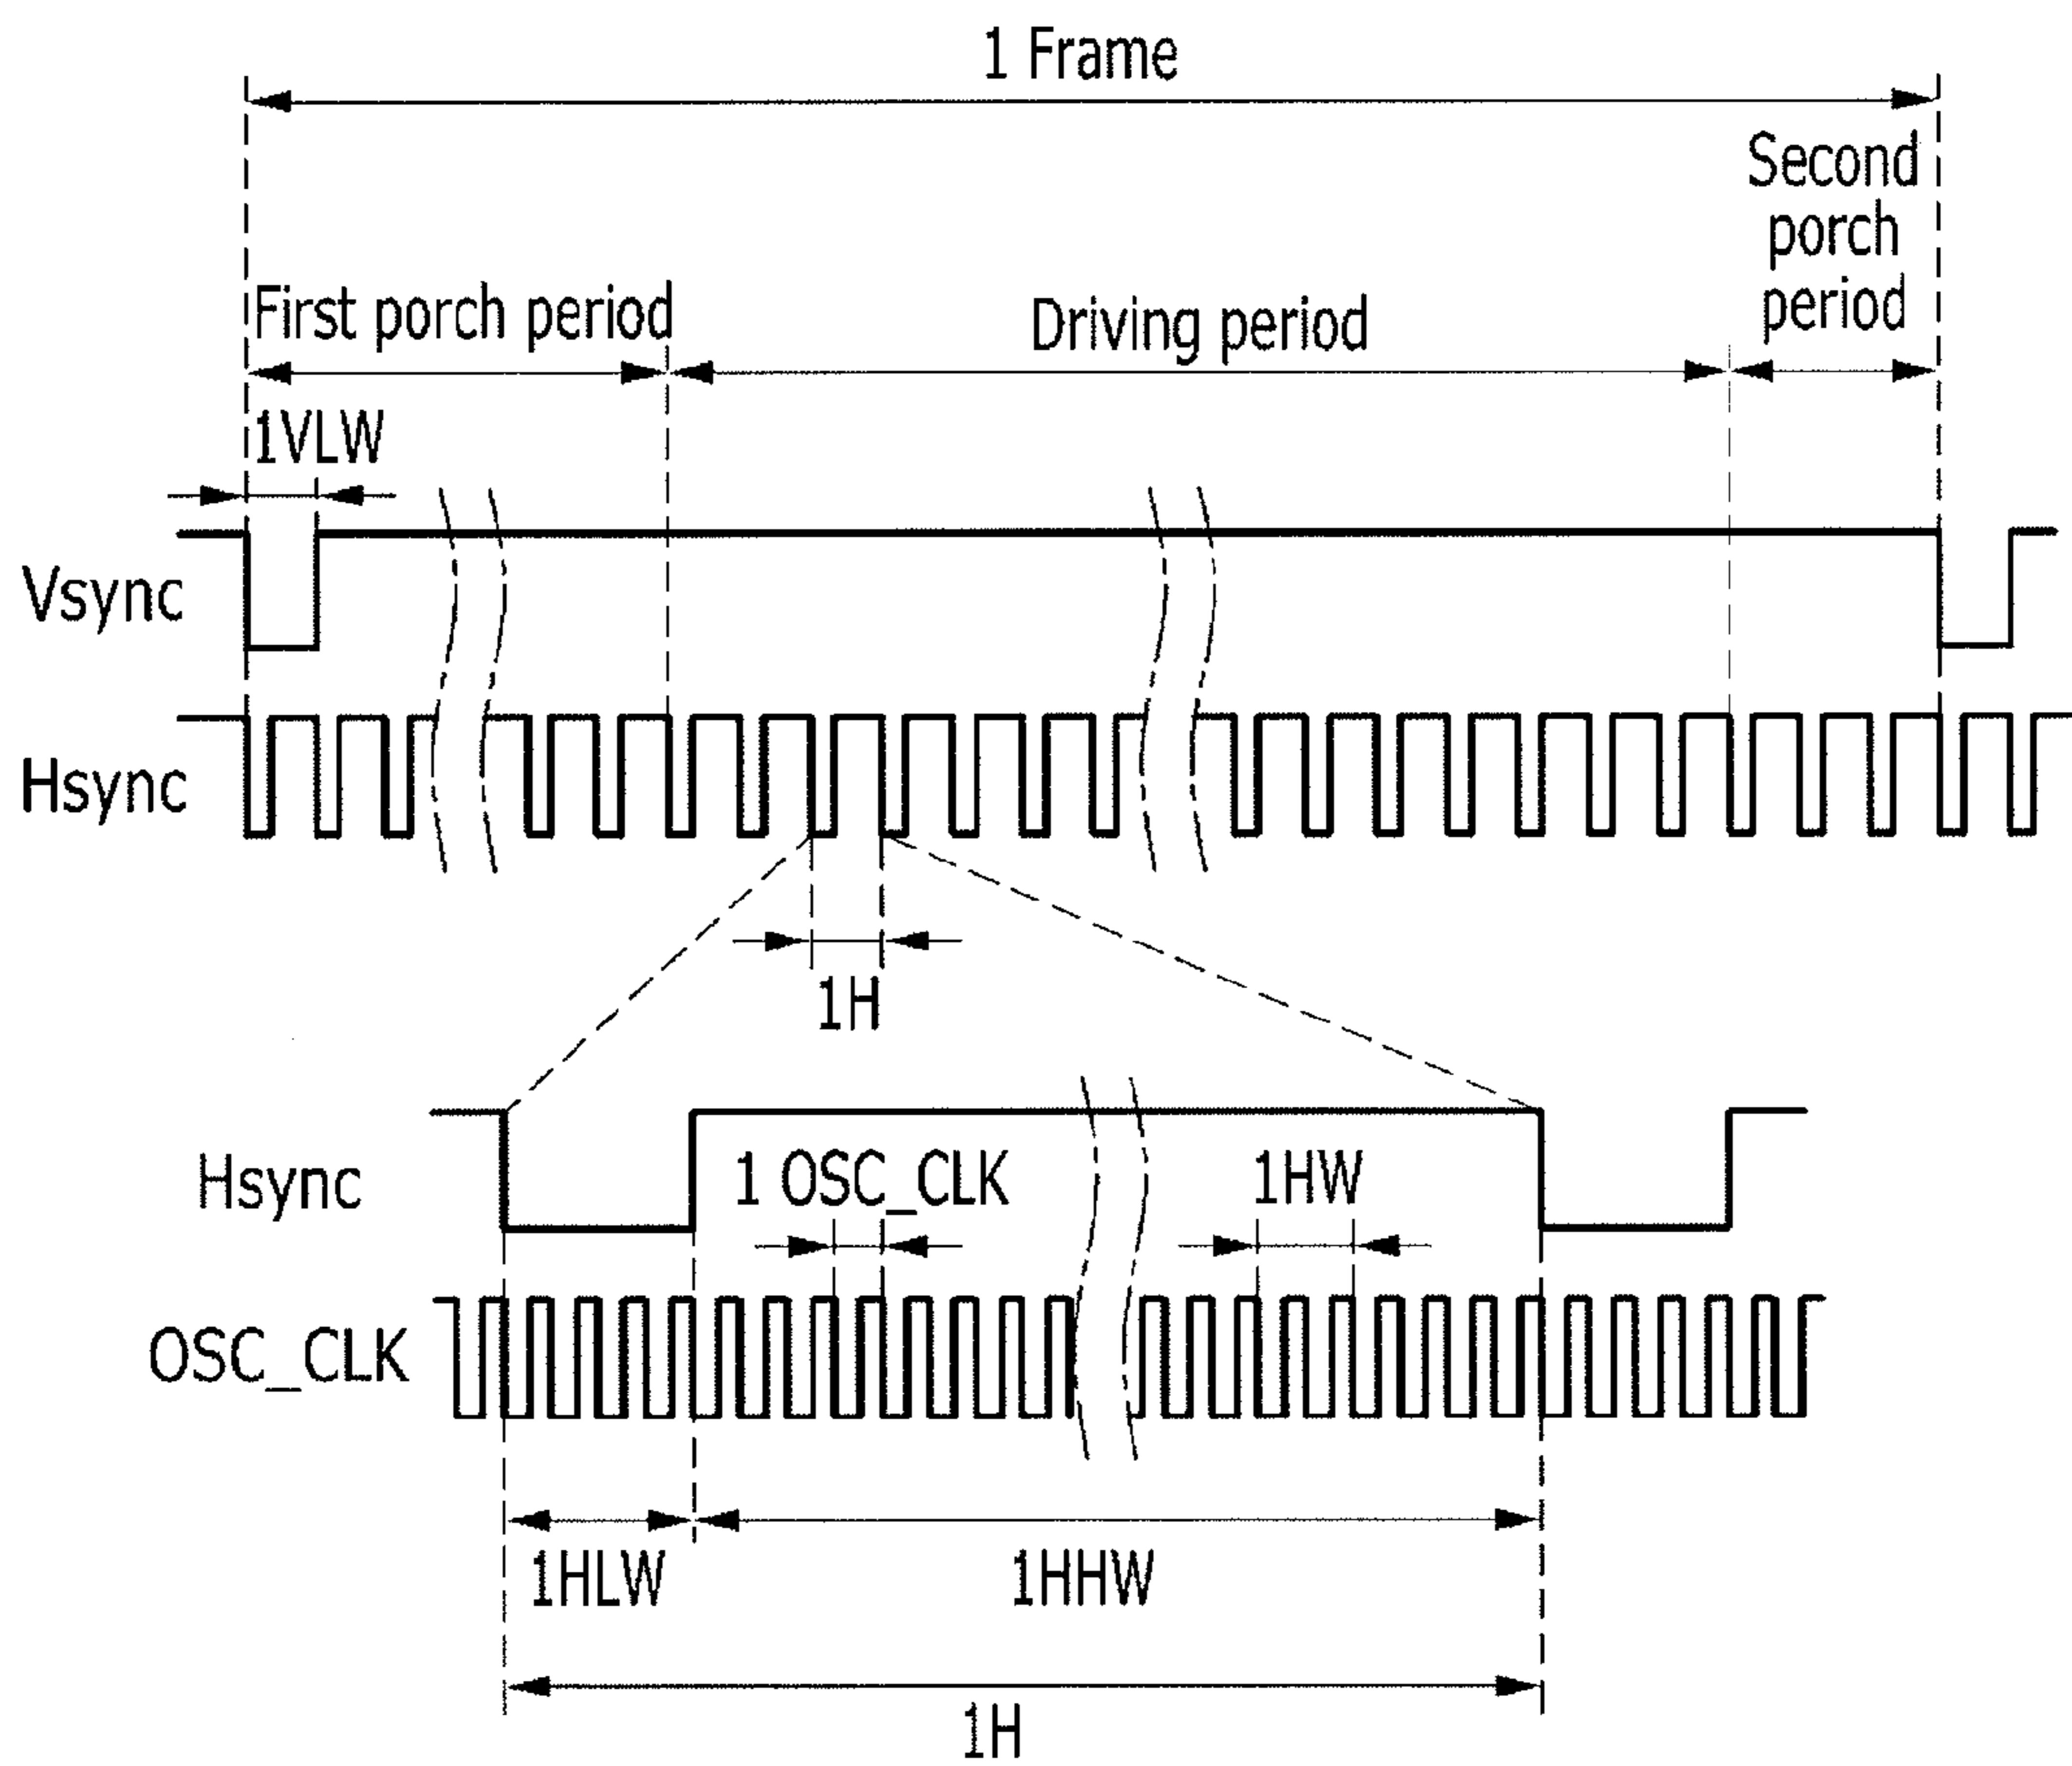 1 Frame
Second
porch
period
First porch period
Driving period
1VLW
Vsync
Hsync
1H
Hsync
1 OSC_CLK
1HW
OSC_CLK
1HLW
1HHW
1H